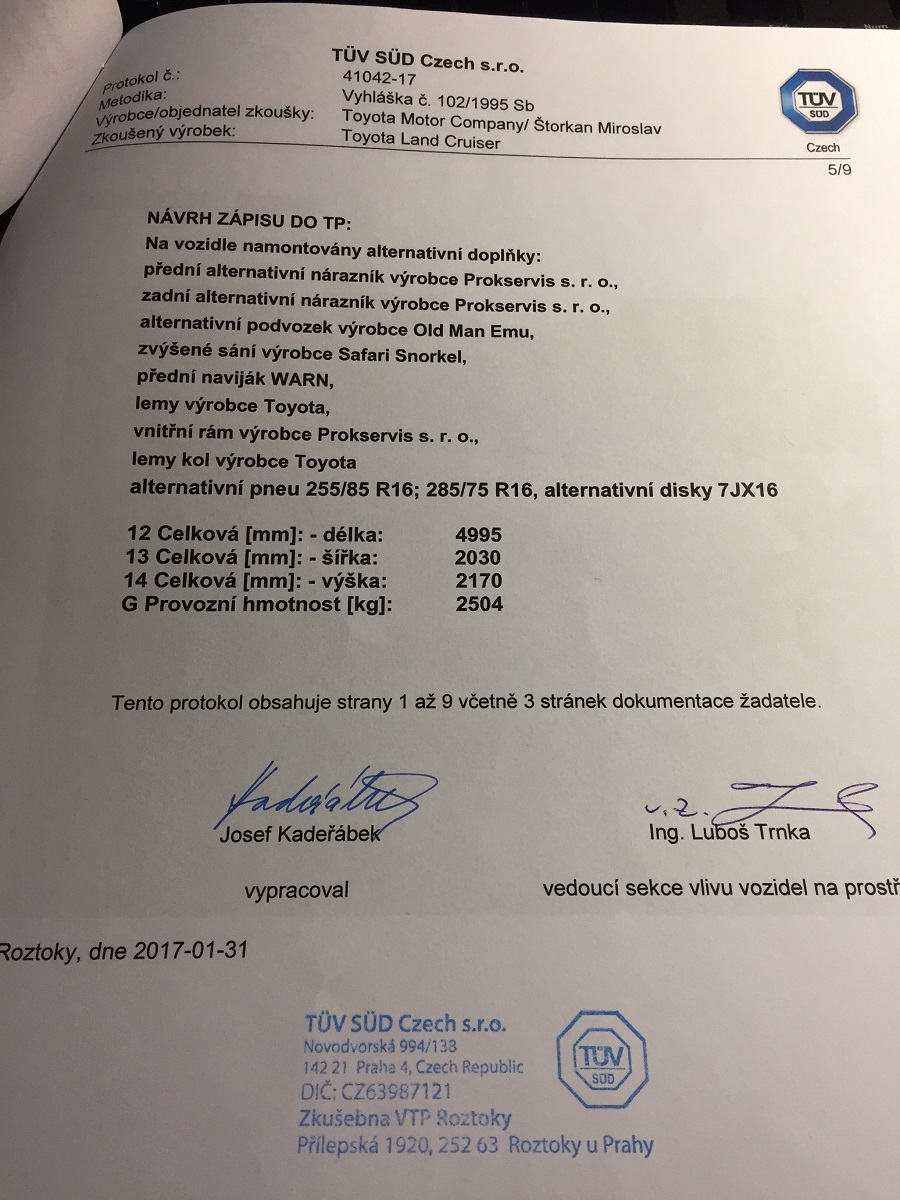 TÜV SÜD Czech s.r.o.
Protokol č.: 41042-17
Metodika: Vyhláška č. 102/1995 Sb
Výrobce/objednatel zkoušky: Toyota Motor Company/ Štorkan Miroslav
Zkoušený výrobek: Toyota Land Cruiser
TÜV
SÜD
Czech
5/9
NÁVRH ZÁPISU DO TP:
Na vozidle namontovány alternativní doplňky:
přední alternativní nárazník výrobce Prokservis s. r. o.,
zadní alternativní nárazník výrobce Prokservis s. r. o.,
alternativní podvozek výrobce Old Man Emu,
zvýšené sání výrobce Safari Snorkel,
přední naviják WARN,
lemy výrobce Toyota,
vnitřní rám výrobce Prokservis s. r. o.,
lemy kol výrobce Toyota
alternativní pneu 255/85 R16; 285/75 R16, alternativní disky 7JX16
12 Celková [mm]: - délka: 4995
13 Celková [mm]: - šířka: 2030
14 Celková [mm]: - výška: 2170
G Provozní hmotnost [kg]: 2504
Tento protokol obsahuje strany 1 až 9 včetně 3 stránek dokumentace žadatele.
v.z.
Josef Kadeřábek Ing. Luboš Trnka
vypracoval vedoucí sekce vlivu vozidel na prostř
Roztoky, dne 2017-01-31
TÜV SÜD Czech s.r.o.
Novodvorská 994/138
142 21 Praha 4, Czech Republic
DIČ: CZ63987121
Zkušebna VTP Roztoky
Přílepská 1920, 252 63 Roztoky u Prahy
TÜV
SÜD